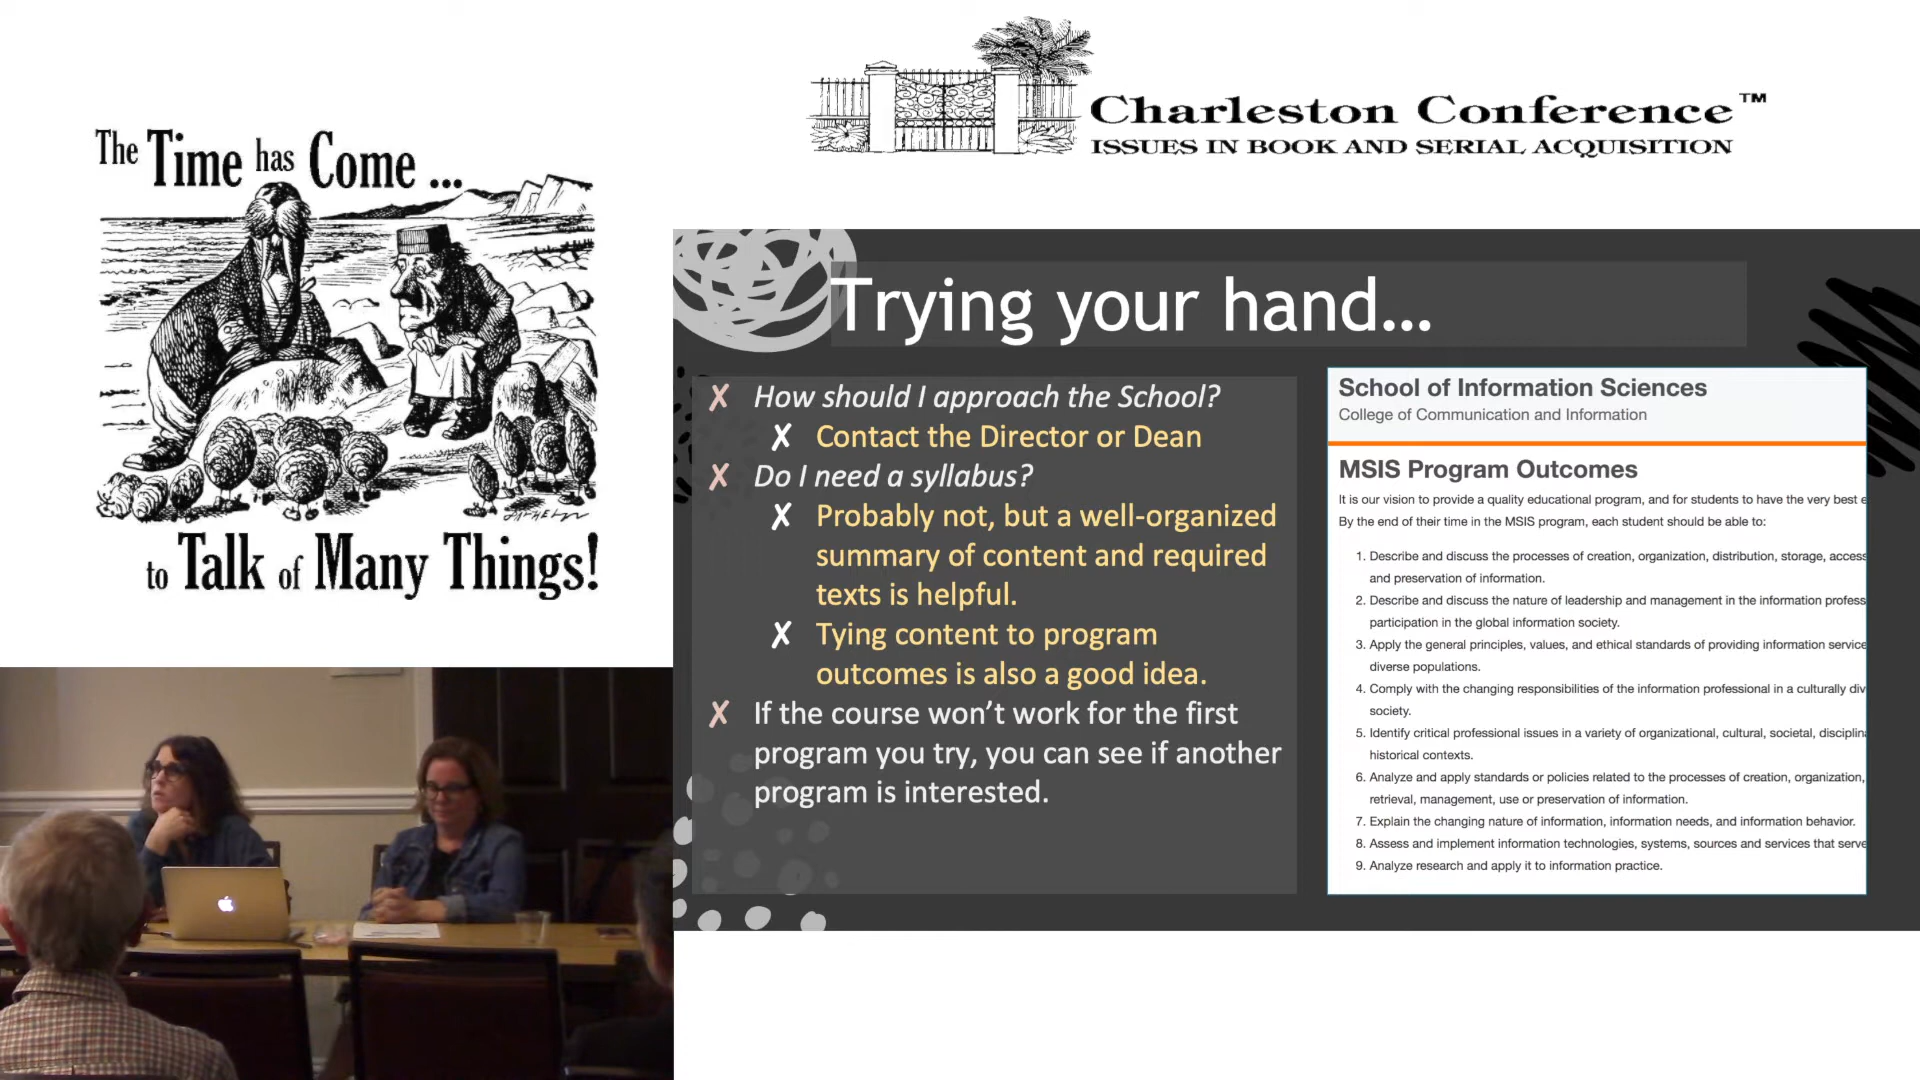 The Time has Come ...
to Talk of Many Things!
Charleston Conference™
ISSUES IN BOOK AND SERIAL ACQUISITION
Trying your hand...
✗ How should I approach the School?
✗ Contact the Director or Dean
✗ Do I need a syllabus?
✗ Probably not, but a well-organized
summary of content and required
texts is helpful.
✗ Tying content to program
outcomes is also a good idea.
✗ If the course won't work for the first
program you try, you can see if another
program is interested.
School of Information Sciences
College of Communication and Information
MSIS Program Outcomes
It is our vision to provide a quality educational program, and for students to have the very best e
By the end of their time in the MSIS program, each student should be able to:
1. Describe and discuss the processes of creation, organization, distribution, storage, access
and preservation of information.
2. Describe and discuss the nature of leadership and management in the information profess
participation in the global information society.
3. Apply the general principles, values, and ethical standards of providing information service
diverse populations.
4. Comply with the changing responsibilities of the information professional in a culturally div
society.
5. Identify critical professional issues in a variety of organizational, cultural, societal, disciplin
historical contexts.
6. Analyze and apply standards or policies related to the processes of creation, organization,
retrieval, management, use or preservation of information.
7. Explain the changing nature of information, information needs, and information behavior.
8. Assess and implement information technologies, systems, sources and services that serve
9. Analyze research and apply it to information practice.